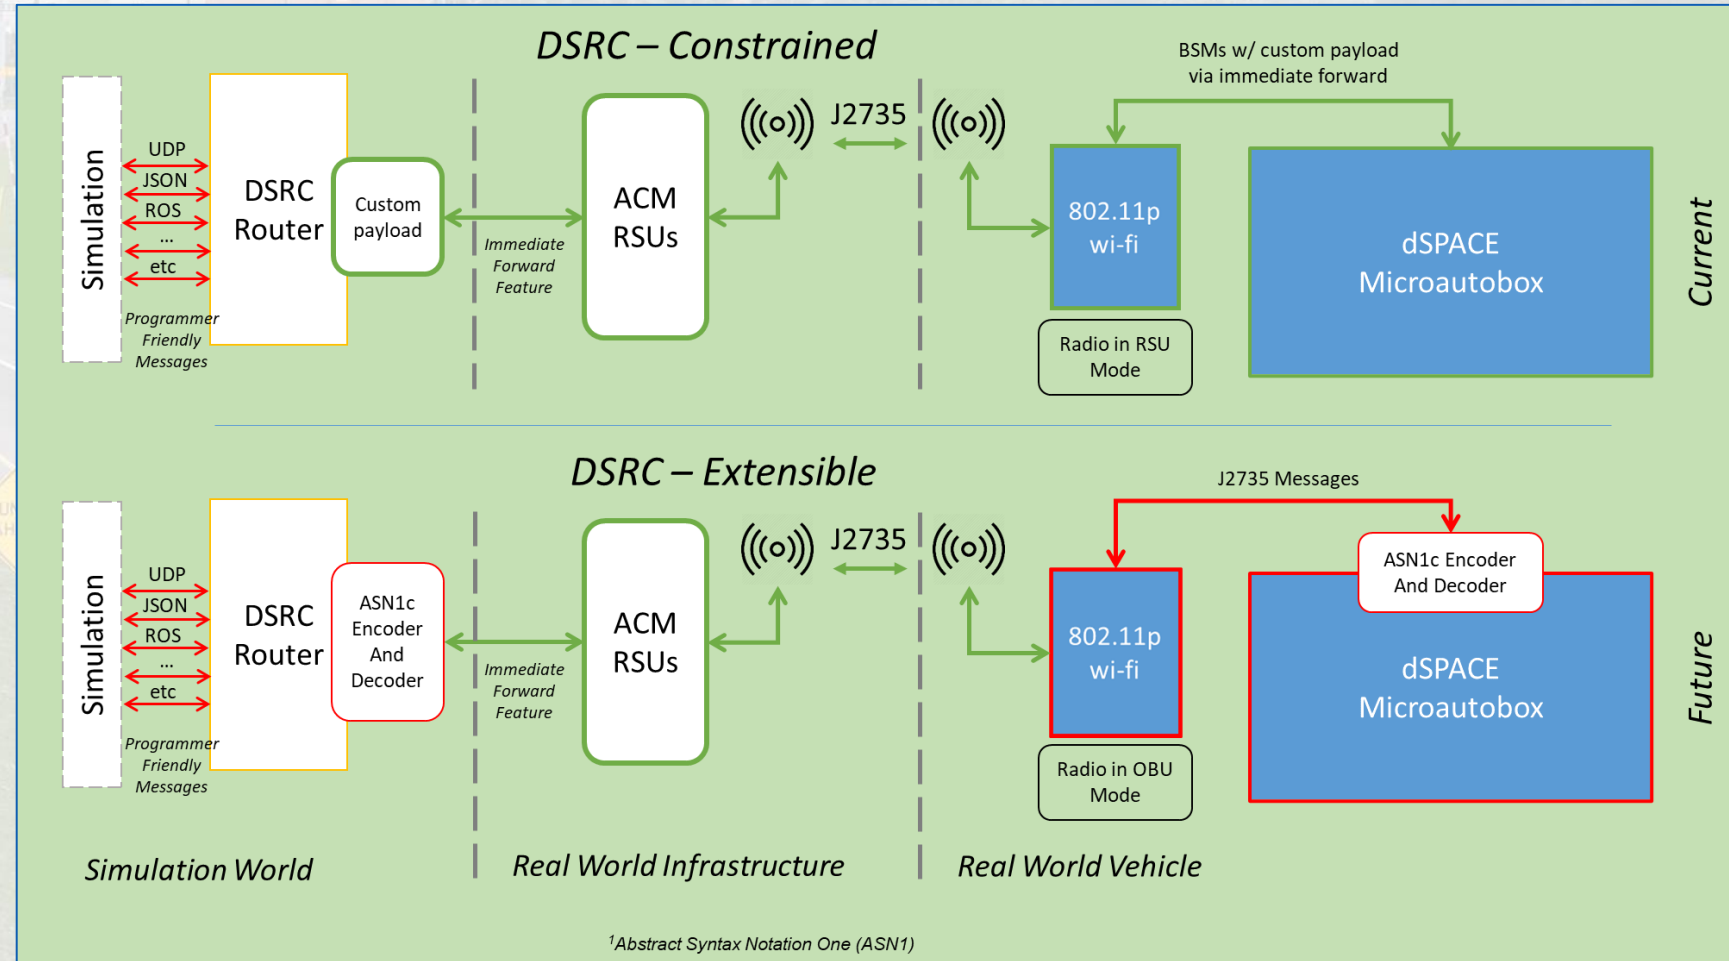 DSRC – Constrained
BSMs w/ custom payload
via immediate forward
Simulation
UDP
JSON
ROS
...
etc
Programmer
Friendly
Messages
DSRC
Router
Custom
payload
Immediate
Forward
Feature
ACM
RSUs
J2735
802.11p
wi-fi
Radio in RSU
Mode
dSPACE
Microautobox
Current
DSRC – Extensible
J2735 Messages
Simulation
UDP
JSON
ROS
...
etc
Programmer
Friendly
Messages
DSRC
Router
ASN1c
Encoder
And
Decoder
Immediate
Forward
Feature
ACM
RSUs
J2735
802.11p
wi-fi
Radio in OBU
Mode
ASN1c Encoder
And Decoder
dSPACE
Microautobox
Future
Simulation World
Real World Infrastructure
Real World Vehicle
1Abstract Syntax Notation One (ASN1)